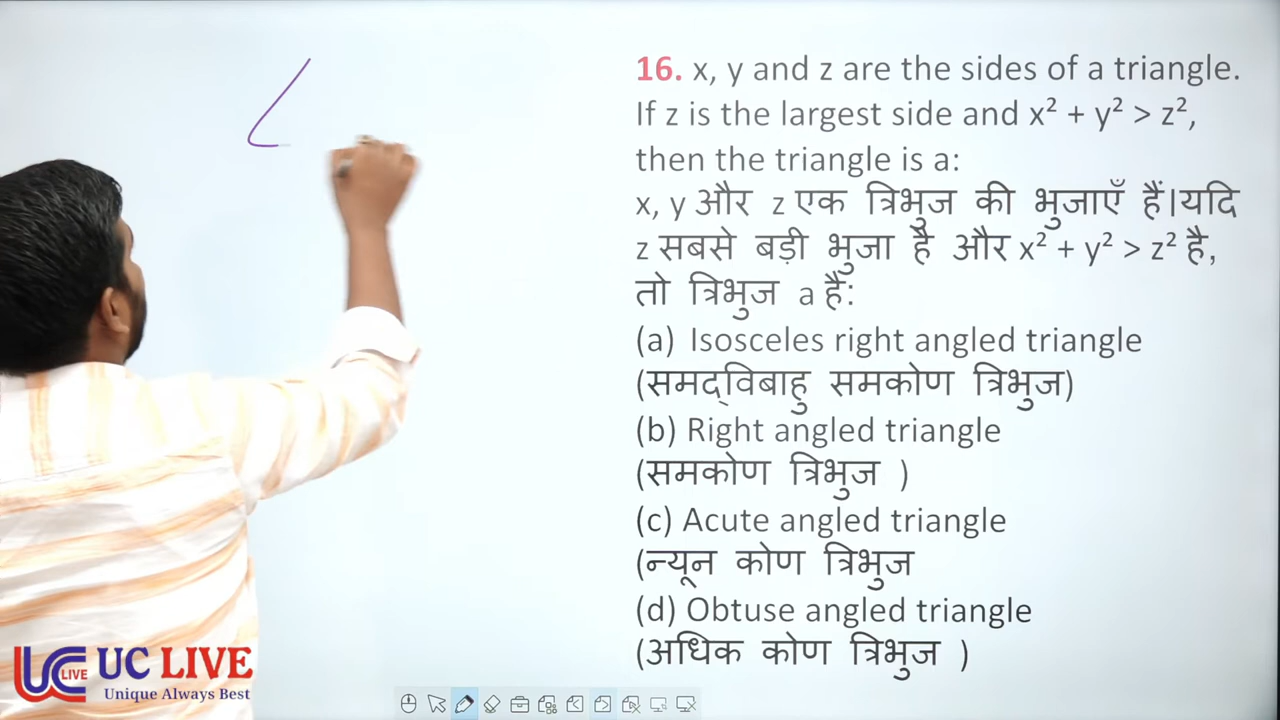 16. x, y and z are the sides of a triangle.
If z is the largest side and x² + y² > z²,
then the triangle is a:
x, y और z एक त्रिभुज की भुजाएँ हैं।यदि
z सबसे बड़ी भुजा है और x² + y² > z² है,
तो त्रिभुज a है:
(a) Isosceles right angled triangle
(समद्विबाहु समकोण त्रिभुज)
(b) Right angled triangle
(समकोण त्रिभुज )
(c) Acute angled triangle
(न्यून कोण त्रिभुज
(d) Obtuse angled triangle
(अधिक कोण त्रिभुज )
UC LIVE UC LIVE
Unique Always Best